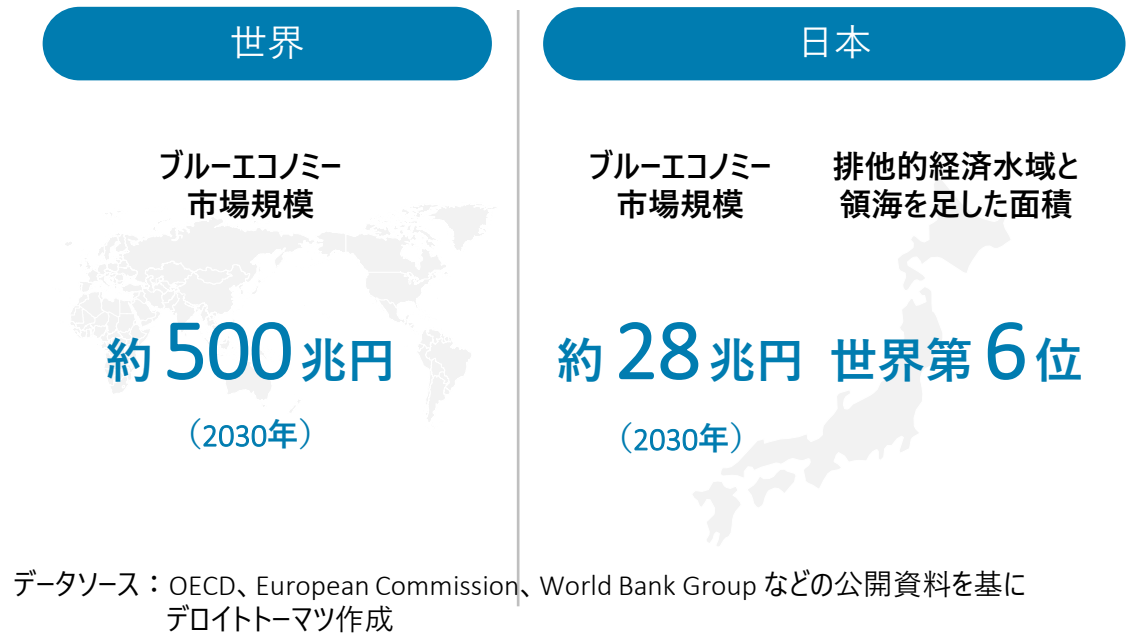 世界
ブルーエコノミー
市場規模
約 500 兆円
（2030年）
日本
ブルーエコノミー
市場規模
約 28 兆円
（2030年）
排他的経済水域と
領海を足した面積
世界第 6 位
データソース：OECD、European Commission、World Bank Group などの公開資料を基に
デロイトトーマツ作成